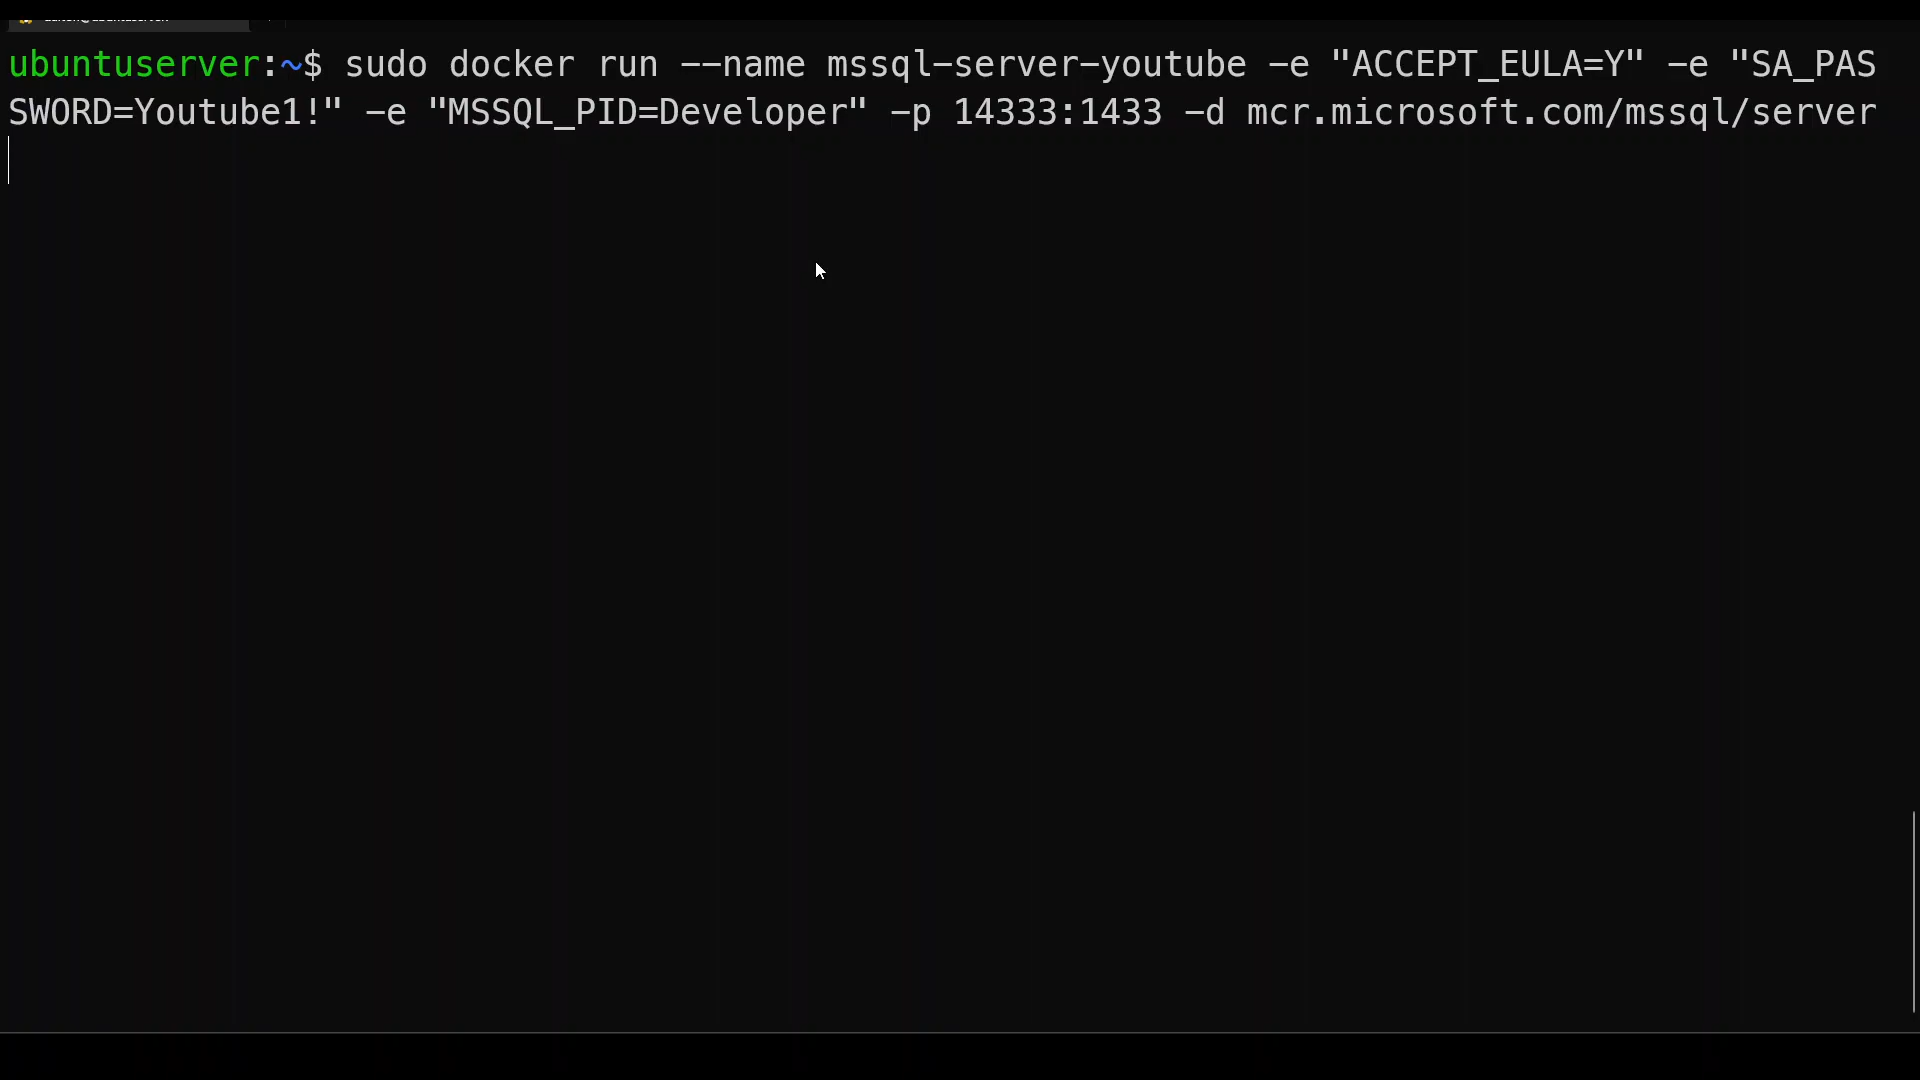 ubuntuserver:~$ sudo docker run --name mssql-server-youtube -e "ACCEPT_EULA=Y" -e "SA_PAS
SWORD=Youtube1!" -e "MSSQL_PID=Developer" -p 14333:1433 -d mcr.microsoft.com/mssql/server